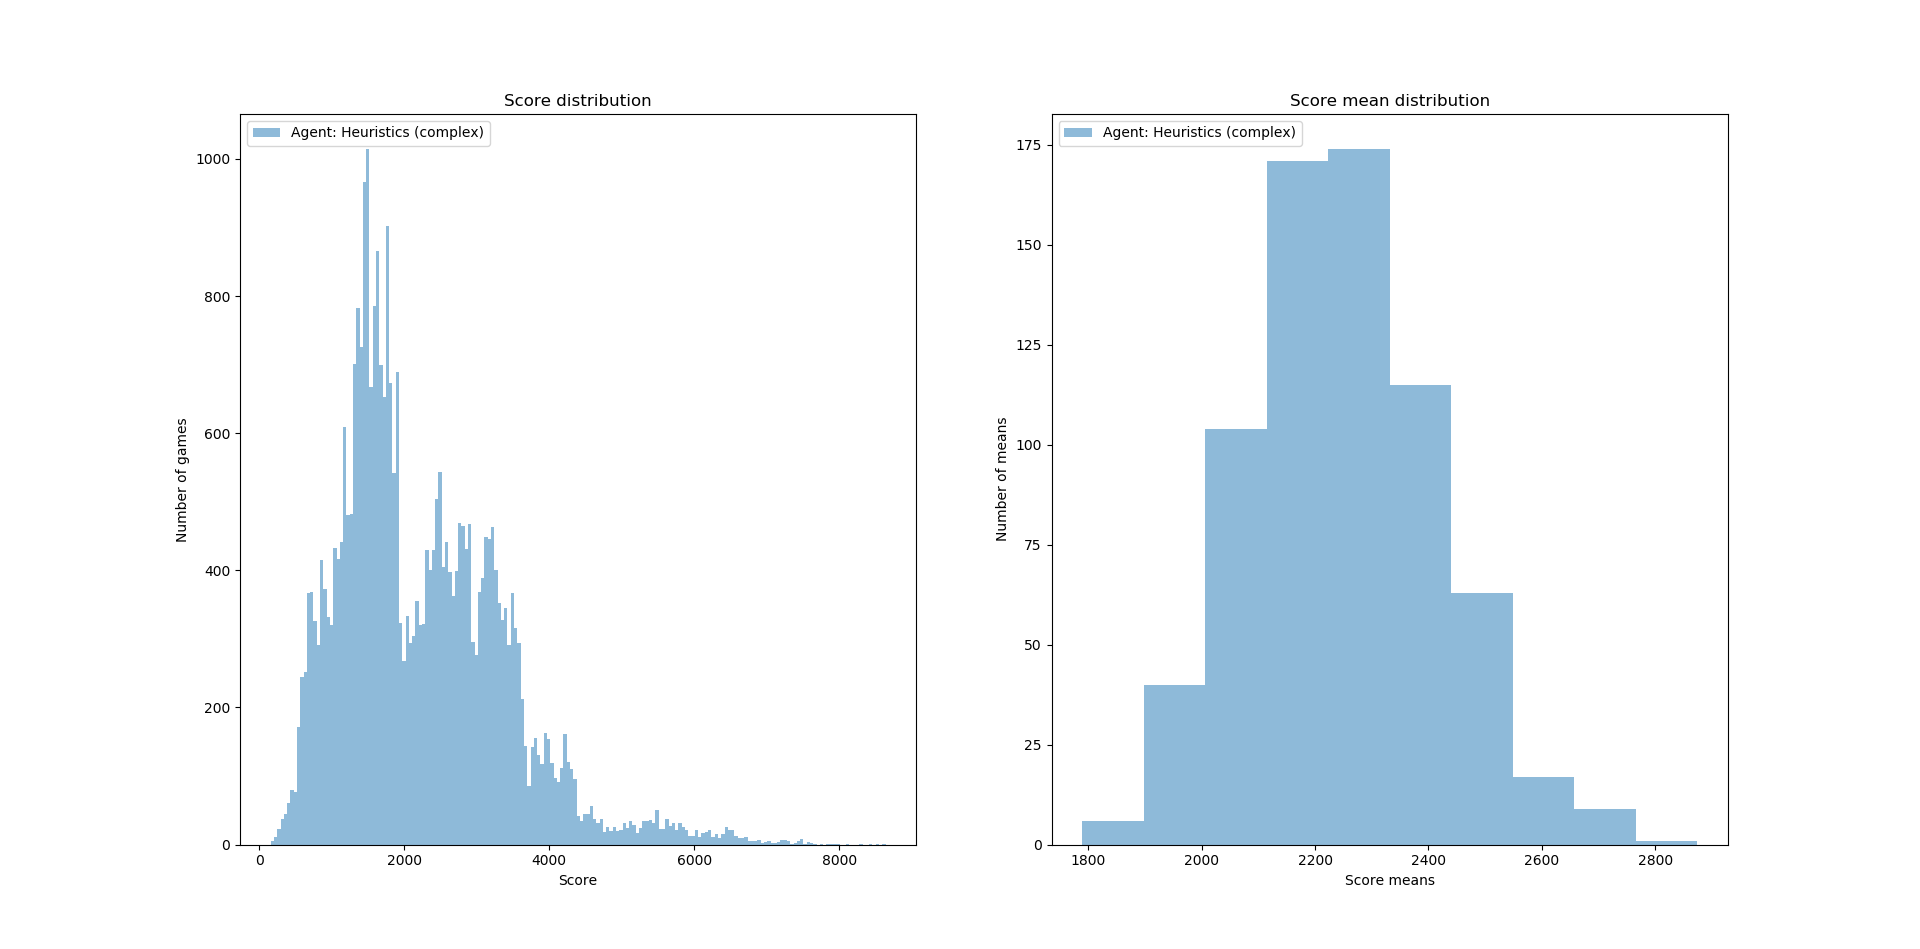 Score distribution
Agent: Heuristics (complex)
1000
800
600
400
200
0
Number of games
0 2000 4000 6000 8000
Score
Score mean distribution
Agent: Heuristics (complex)
175
150
125
100
75
50
25
0
Number of means
1800 2000 2200 2400 2600 2800
Score means